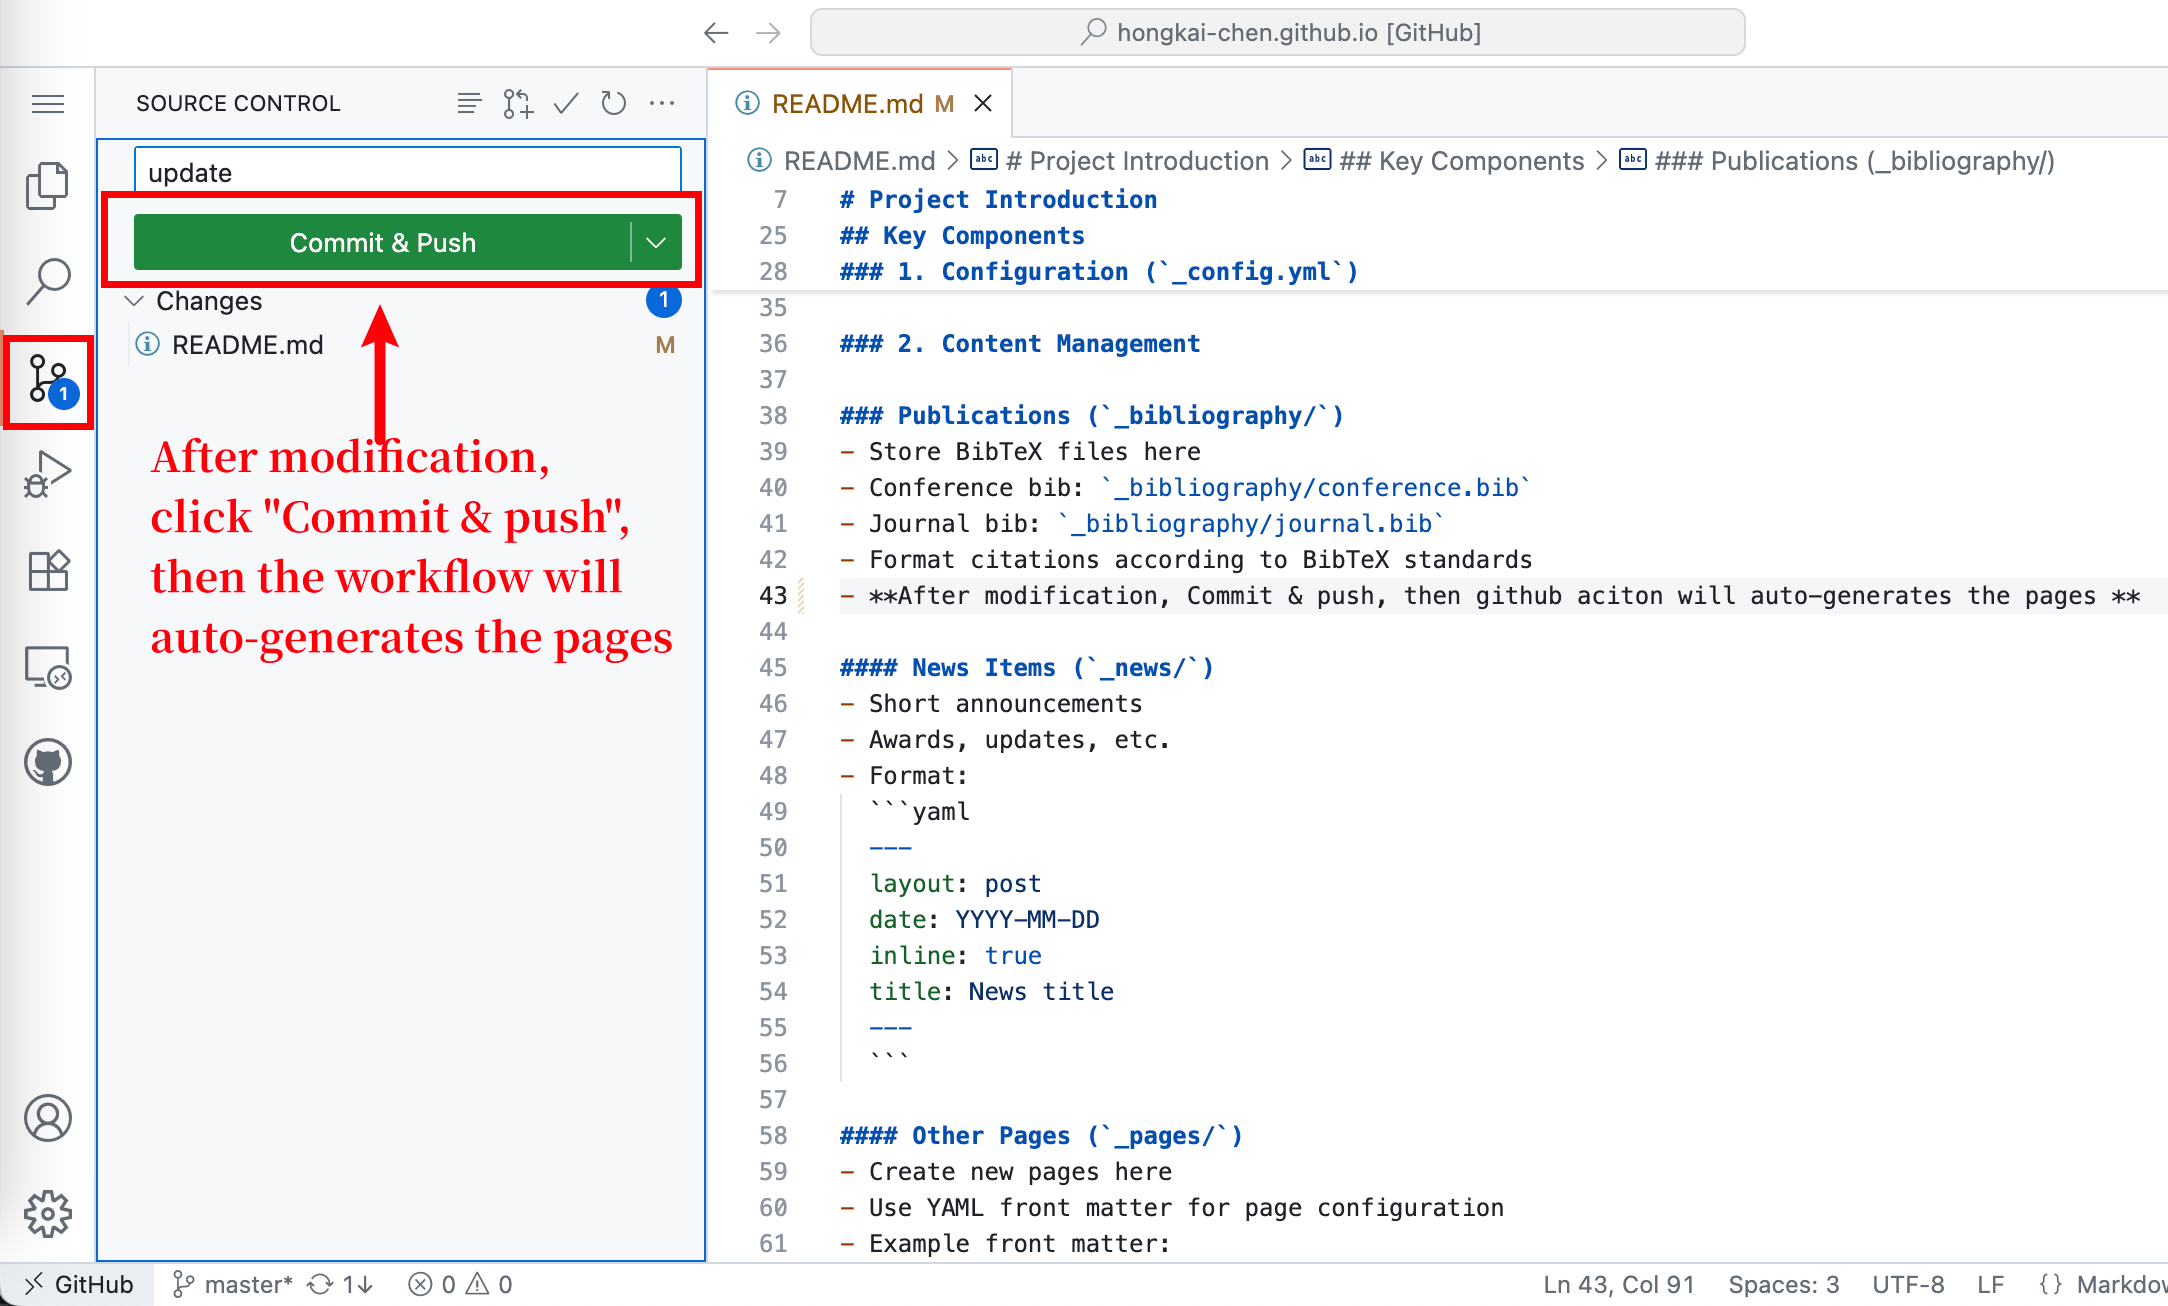 hongkai-chen.github.io [GitHub]
SOURCE CONTROL
update
Commit & Push
Changes
1
README.md
M
1
After modification,
click "Commit & push",
then the workflow will
auto-generates the pages
README.md M
README.md > # Project Introduction > ## Key Components > ### Publications (_bibliography/)
7 # Project Introduction
25 ## Key Components
28 ### 1. Configuration (`_config.yml`)
35
36 ### 2. Content Management
37
38 ### Publications (`_bibliography/`)
39 - Store BibTeX files here
40 - Conference bib: `_bibliography/conference.bib`
41 - Journal bib: `_bibliography/journal.bib`
42 - Format citations according to BibTeX standards
43 - **After modification, Commit & push, then github aciton will auto-generates the pages **
44
45 #### News Items (`_news/`)
46 - Short announcements
47 - Awards, updates, etc.
48 - Format:
49 ```yaml
50 ---
51 layout: post
52 date: YYYY-MM-DD
53 inline: true
54 title: News title
55 ---
56 ```
57
58 #### Other Pages (`_pages/`)
59 - Create new pages here
60 - Use YAML front matter for page configuration
61 - Example front matter:
GitHub master* 1↓ 0 0 Ln 43, Col 91 Spaces: 3 UTF-8 LF {}